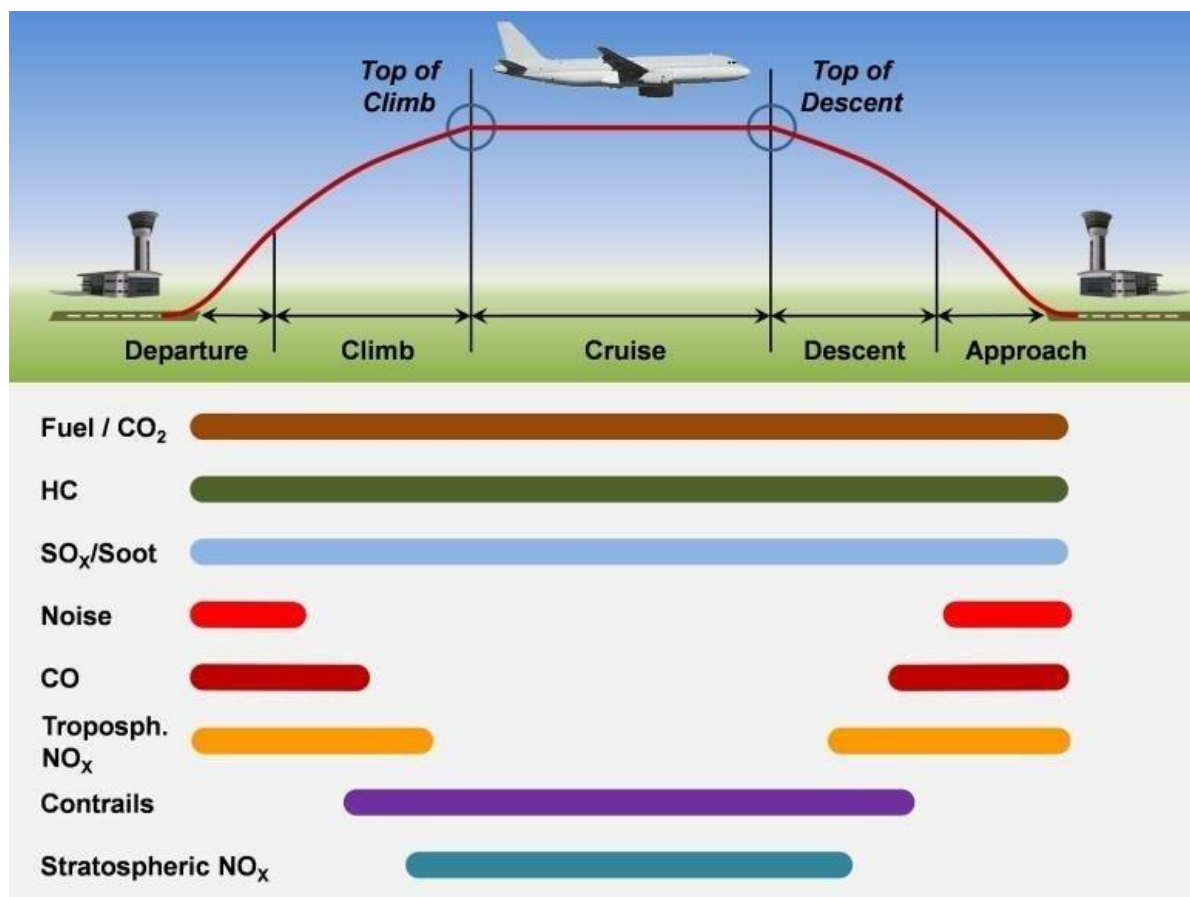 Top of
Climb
Top of
Descent
Departure
Climb
Cruise
Descent
Approach
Fuel / CO₂
HC
SOₓ/Soot
Noise
CO
Troposph.
NOₓ
Contrails
Stratospheric NOₓ